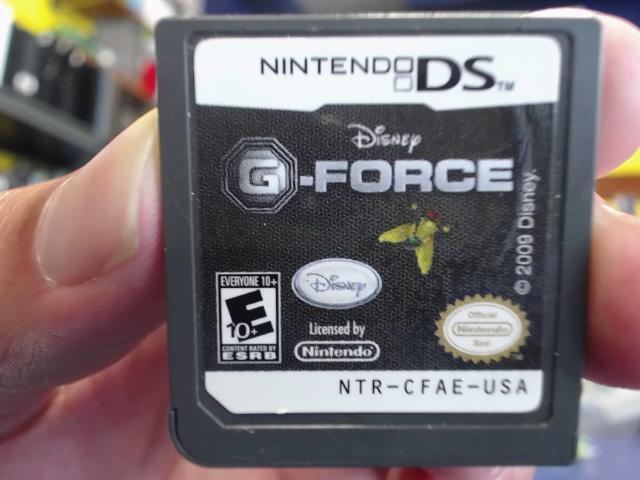 NINTENDO DS™
Disney
G-FORCE
© 2009 Disney.
Disney
EVERYONE 10+
E
10+
CONTENT RATED BY
ESRB
Licensed by
Nintendo
Official
Nintendo
Seal
NTR-CFAE-USA